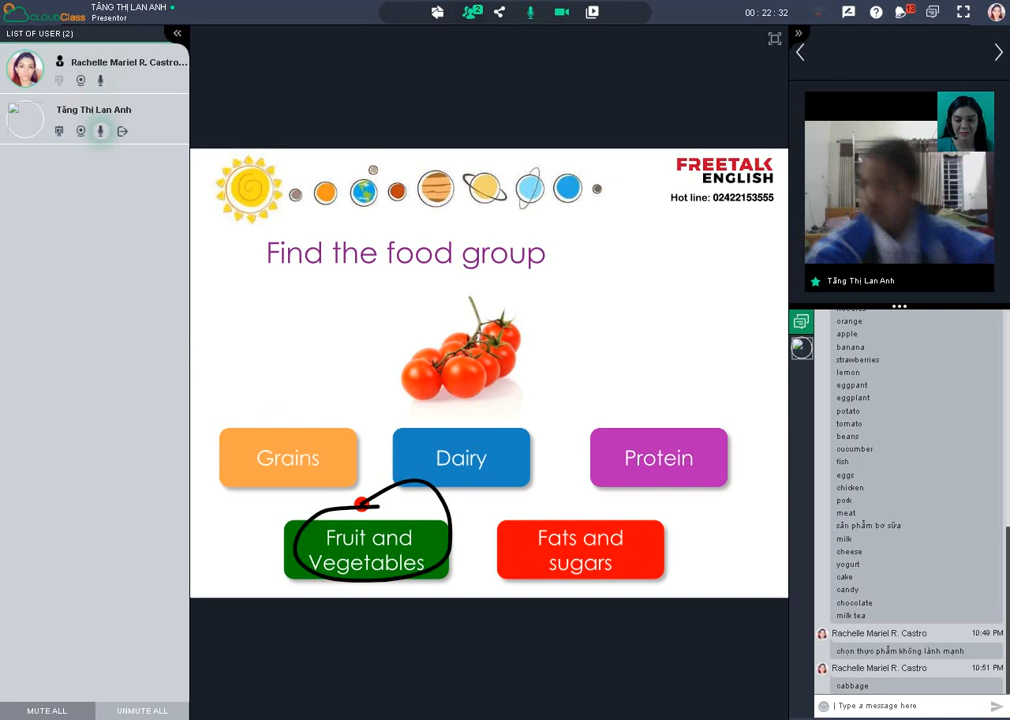 CLOUDCLASS
TĂNG THỊ LAN ANH
Presentor
2
00 : 22 : 32
13
LIST OF USER (2)
Rachelle Mariel R. Castro...
Tăng Thị Lan Anh
FREETALK
ENGLISH
Hot line: 02422153555
Find the food group
Grains
Dairy
Protein
Fruit and
Vegetables
Fats and
sugars
Tăng Thị Lan Anh
orange
apple
banana
strawberries
lemon
eggpant
eggplant
potato
tomato
beans
cucumber
fish
eggs
chicken
pork
meat
sản phẩm bơ sữa
milk
cheese
yogurt
cake
candy
chocolate
milk tea
Rachelle Mariel R. Castro 10:49 PM
chọn thực phẩm không lành mạnh
Rachelle Mariel R. Castro 10:51 PM
cabbage
Type a message here
MUTE ALL
UNMUTE ALL